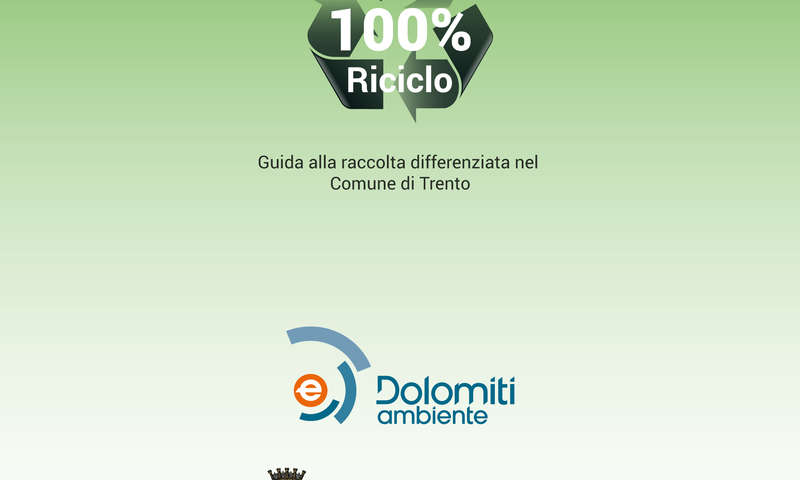 100%
Riciclo
Guida alla raccolta differenziata nel
Comune di Trento
e
Dolomiti
ambiente